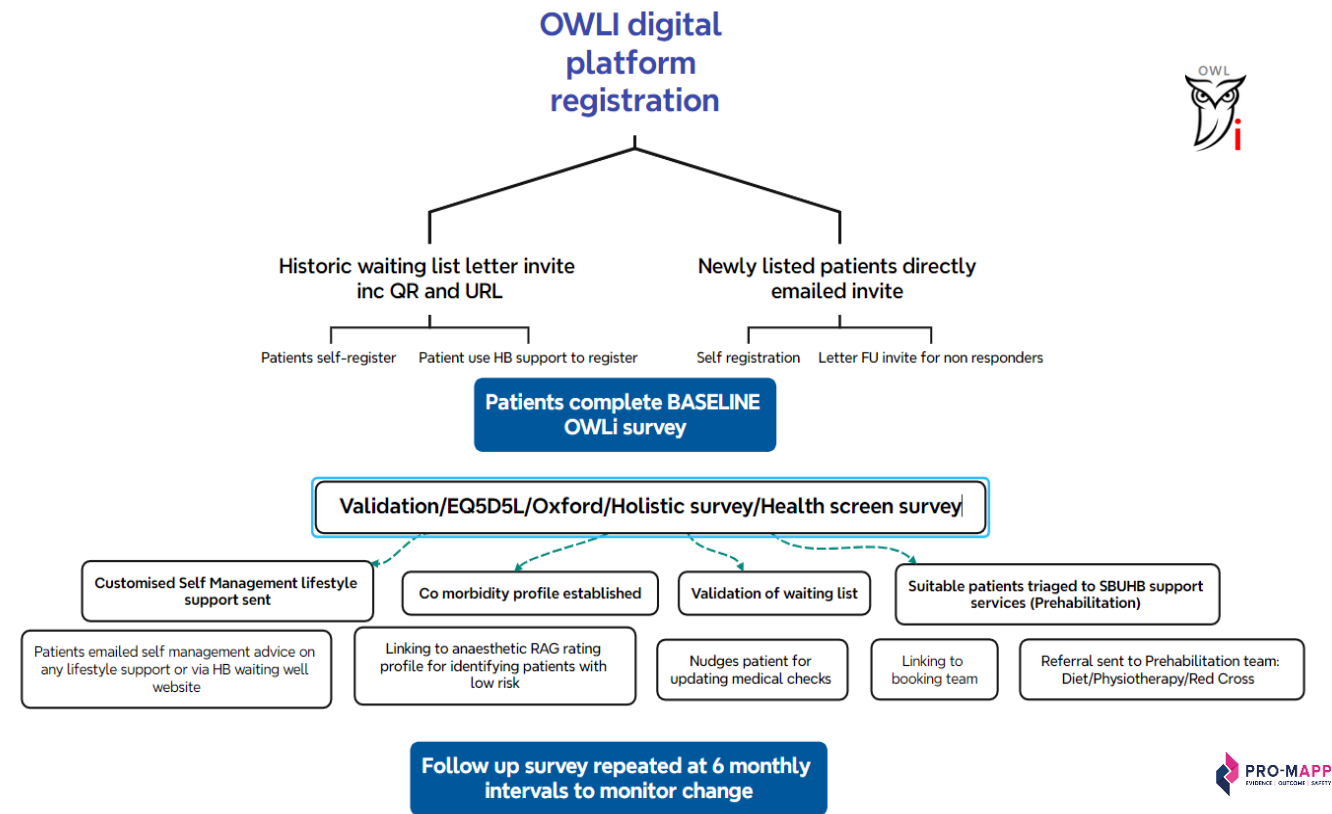 OWLI digital
platform
registration
OWL
i
Historic waiting list letter invite
inc QR and URL
Newly listed patients directly
emailed invite
Patients self-register
Patient use HB support to register
Self registration
Letter FU invite for non responders
Patients complete BASELINE
OWLi survey
Validation/EQ5D5L/Oxford/Holistic survey/Health screen survey
Customised Self Management lifestyle
support sent
Co morbidity profile established
Validation of waiting list
Suitable patients triaged to SBUHB support
services (Prehabilitation)
Patients emailed self management advice on
any lifestyle support or via HB waiting well
website
Linking to anaesthetic RAG rating
profile for identifying patients with
low risk
Nudges patient for
updating medical checks
Linking to
booking team
Referral sent to Prehabilitation team:
Diet/Physiotherapy/Red Cross
Follow up survey repeated at 6 monthly
intervals to monitor change
PRO-MAPP
EVIDENCE | OUTCOME | SAFETY